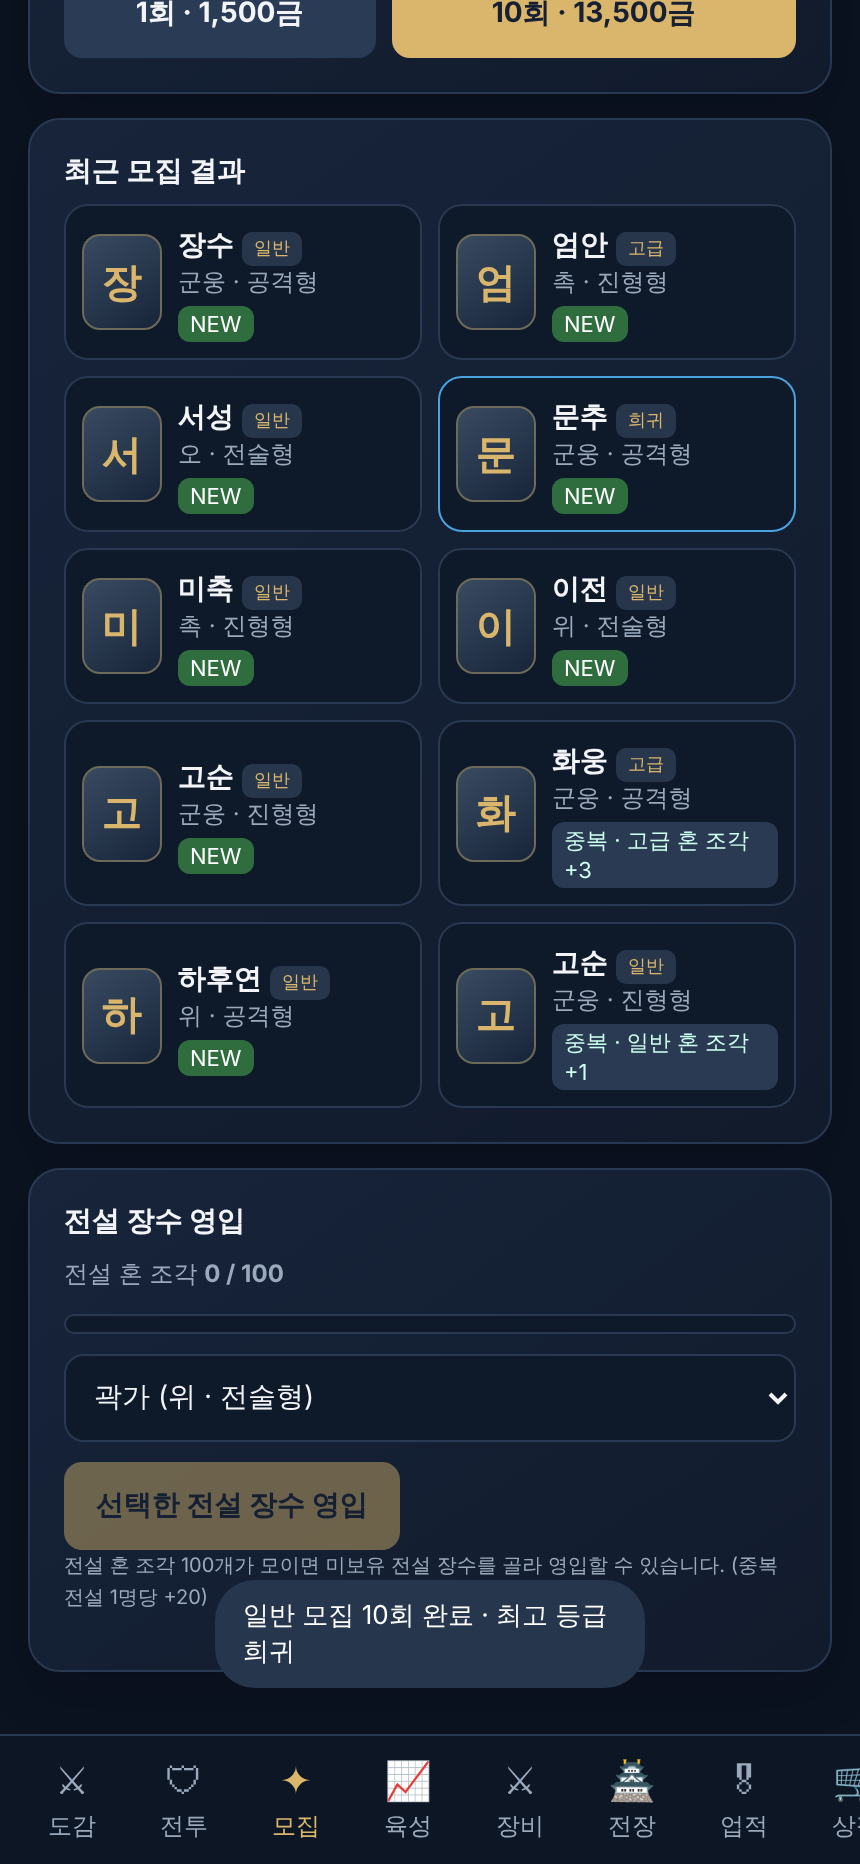 1회 · 1,500금
10회 · 13,500금
최근 모집 결과
장
장수 일반
군웅 · 공격형
NEW
엄
엄안 고급
촉 · 진형형
NEW
서
서성 일반
오 · 전술형
NEW
문
문추 희귀
군웅 · 공격형
NEW
미
미축 일반
촉 · 진형형
NEW
이
이전 일반
위 · 전술형
NEW
고
고순 일반
군웅 · 진형형
NEW
화
화웅 고급
군웅 · 공격형
중복 · 고급 혼 조각
+3
하
하후연 일반
위 · 공격형
NEW
고
고순 일반
군웅 · 진형형
중복 · 일반 혼 조각
+1
전설 장수 영입
전설 혼 조각 0 / 100
곽가 (위 · 전술형)
선택한 전설 장수 영입
전설 혼 조각 100개가 모이면 미보유 전설 장수를 골라 영입할 수 있습니다. (중복
전설 1명당 +20)
일반 모집 10회 완료 · 최고 등급
희귀
도감
전투
모집
육성
장비
전장
업적